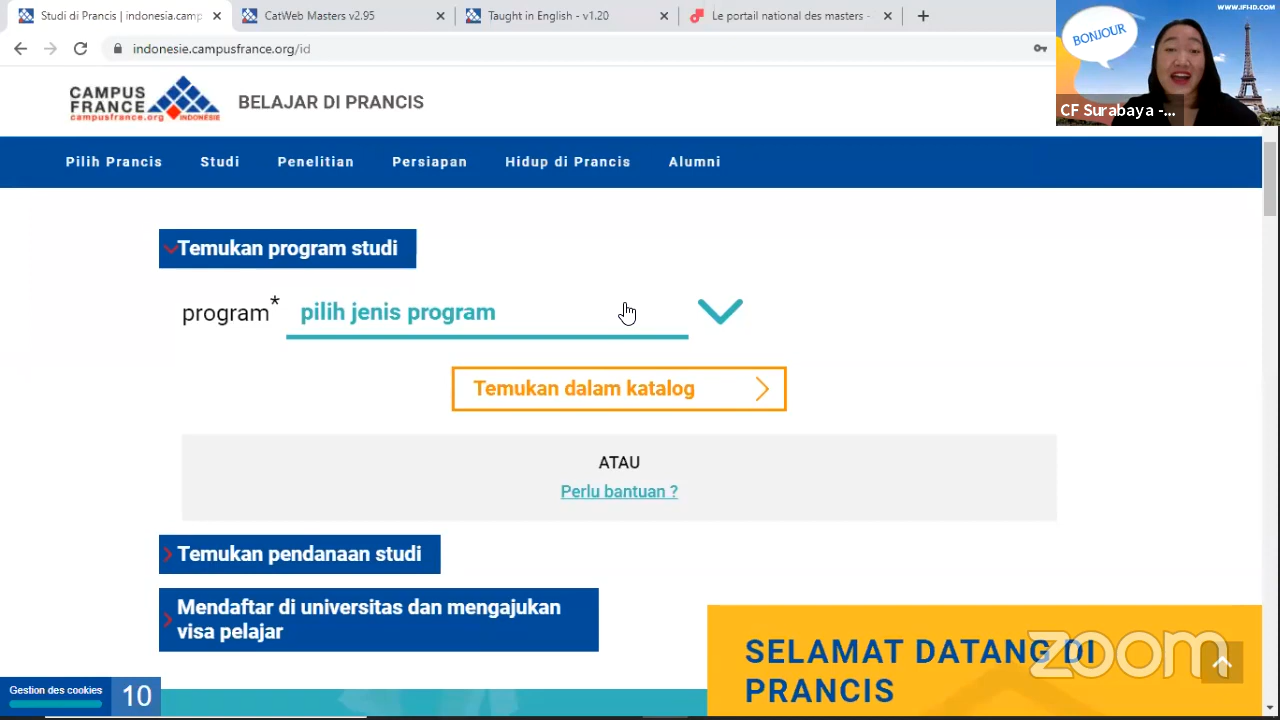 Studi di Prancis | indonesia.camp
CatWeb Masters v2.95
Taught in English - v1.20
Le portail national des masters -
indonesie.campusfrance.org/id
WWW.IFHD.COM
BONJOUR
CF Surabaya -...
CAMPUS
FRANCE
campusfrance.org
INDONÉSIE
BELAJAR DI PRANCIS
Pilih Prancis
Studi
Penelitian
Persiapan
Hidup di Prancis
Alumni
Temukan program studi
program*
pilih jenis program
Temukan dalam katalog
ATAU
Perlu bantuan ?
Temukan pendanaan studi
Mendaftar di universitas dan mengajukan
visa pelajar
SELAMAT DATANG DI
PRANCIS
zoom
Gestion des cookies
10